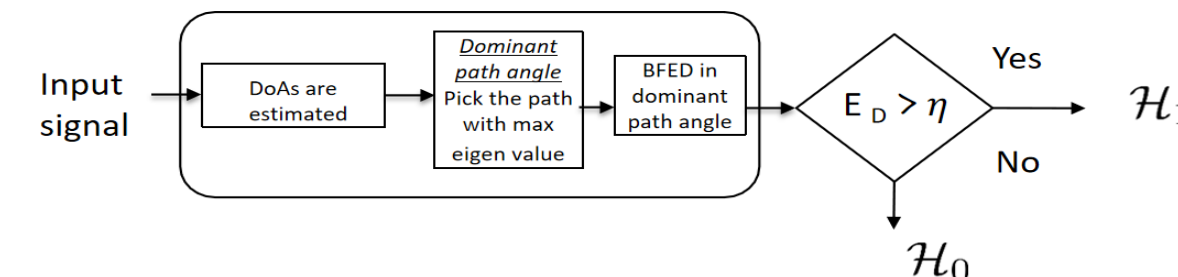 Input
signal
DoAs are
estimated
Dominant
path angle
Pick the path
with max
eigen value
BFED in
dominant
path angle
E D > η
Yes
ℋ
No
ℋ0